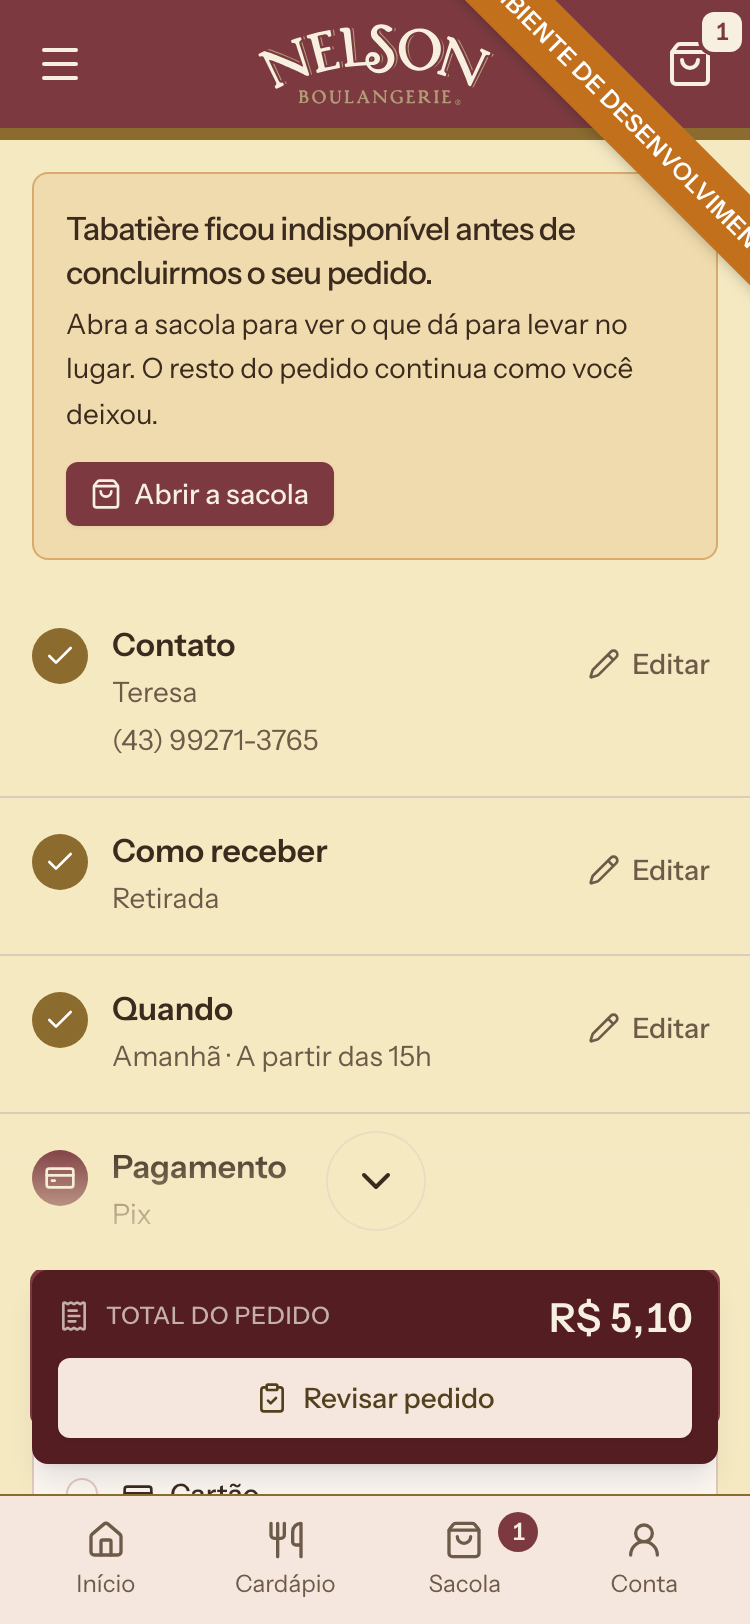 NELSON
BOULANGERIE
1
DE DESENVOLVIMEN
Tabatière ficou indisponível antes de
concluirmos o seu pedido.
Abra a sacola para ver o que dá para levar no
lugar. O resto do pedido continua como você
deixou.
Abrir a sacola
Contato
Editar
Teresa
(43) 99271-3765
Como receber
Editar
Retirada
Quando
Editar
Amanhã · A partir das 15h
Pagamento
Pix
TOTAL DO PEDIDO
R$ 5,10
Revisar pedido
Cartão
Início
Cardápio
Sacola
1
Conta